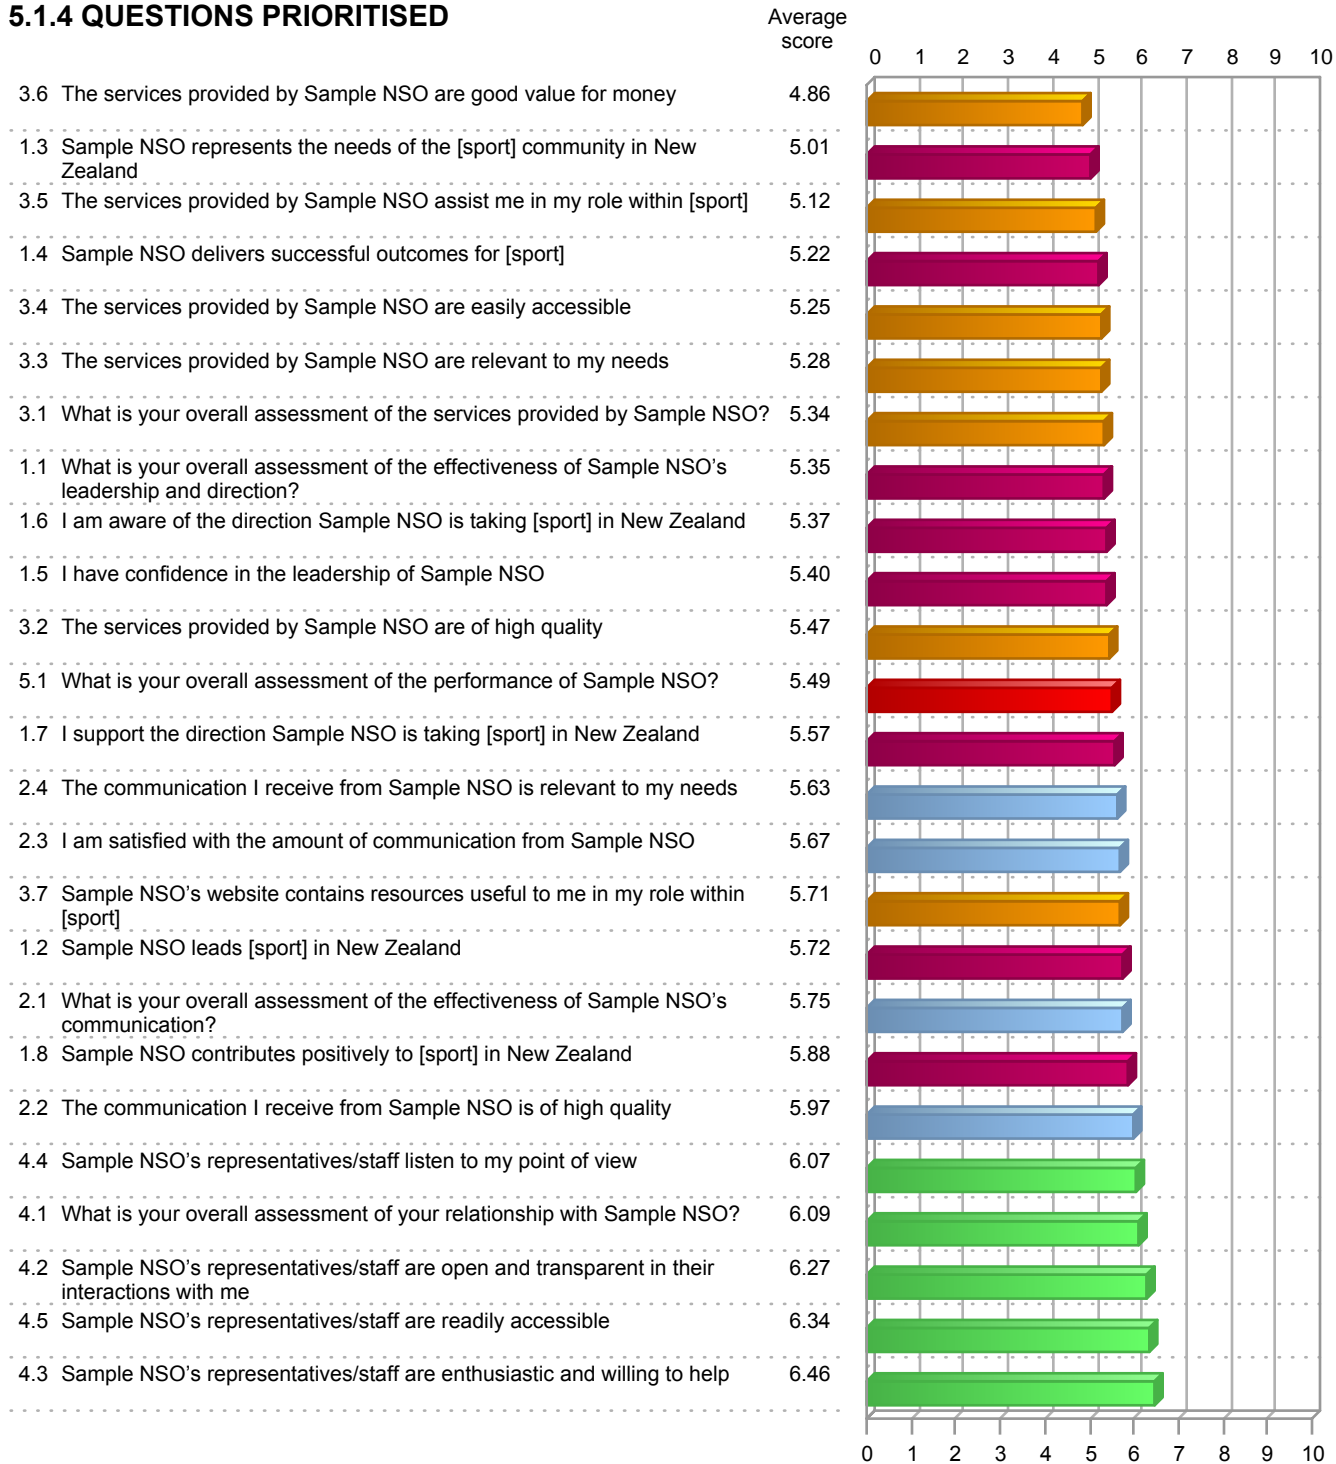 5.1.4 QUESTIONS PRIORITISED
Average
score
0 1 2 3 4 5 6 7 8 9 10
3.6 The services provided by Sample NSO are good value for money 4.86
1.3 Sample NSO represents the needs of the [sport] community in New 5.01
Zealand
3.5 The services provided by Sample NSO assist me in my role within [sport] 5.12
1.4 Sample NSO delivers successful outcomes for [sport] 5.22
3.4 The services provided by Sample NSO are easily accessible 5.25
3.3 The services provided by Sample NSO are relevant to my needs 5.28
3.1 What is your overall assessment of the services provided by Sample NSO? 5.34
1.1 What is your overall assessment of the effectiveness of Sample NSO’s 5.35
leadership and direction?
1.6 I am aware of the direction Sample NSO is taking [sport] in New Zealand 5.37
1.5 I have confidence in the leadership of Sample NSO 5.40
3.2 The services provided by Sample NSO are of high quality 5.47
5.1 What is your overall assessment of the performance of Sample NSO? 5.49
1.7 I support the direction Sample NSO is taking [sport] in New Zealand 5.57
2.4 The communication I receive from Sample NSO is relevant to my needs 5.63
2.3 I am satisfied with the amount of communication from Sample NSO 5.67
3.7 Sample NSO’s website contains resources useful to me in my role within 5.71
[sport]
1.2 Sample NSO leads [sport] in New Zealand 5.72
2.1 What is your overall assessment of the effectiveness of Sample NSO’s 5.75
communication?
1.8 Sample NSO contributes positively to [sport] in New Zealand 5.88
2.2 The communication I receive from Sample NSO is of high quality 5.97
4.4 Sample NSO’s representatives/staff listen to my point of view 6.07
4.1 What is your overall assessment of your relationship with Sample NSO? 6.09
4.2 Sample NSO’s representatives/staff are open and transparent in their 6.27
interactions with me
4.5 Sample NSO’s representatives/staff are readily accessible 6.34
4.3 Sample NSO’s representatives/staff are enthusiastic and willing to help 6.46
0 1 2 3 4 5 6 7 8 9 10